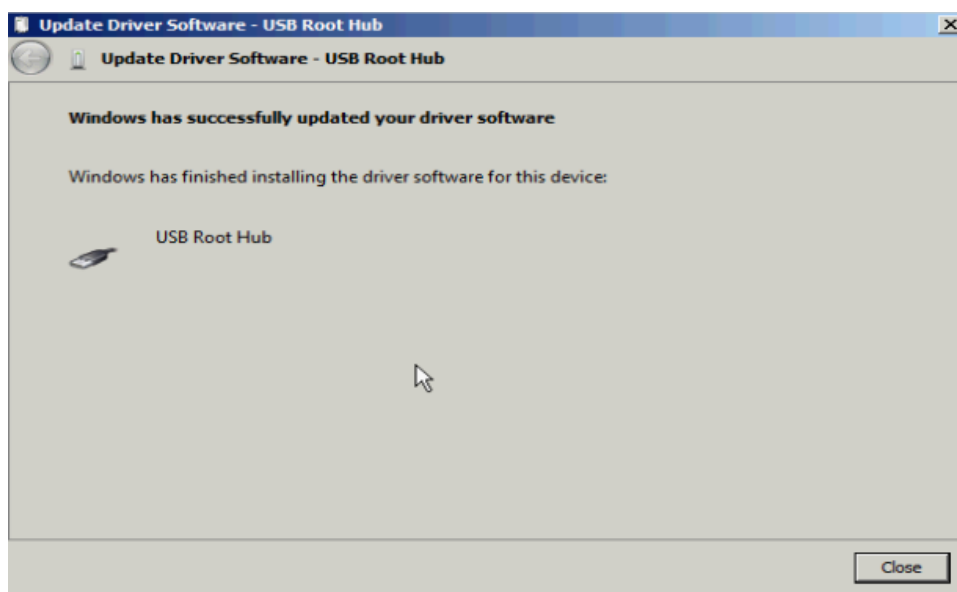 Update Driver Software - USB Root Hub
Update Driver Software - USB Root Hub
Windows has successfully updated your driver software
Windows has finished installing the driver software for this device:
USB Root Hub
Close